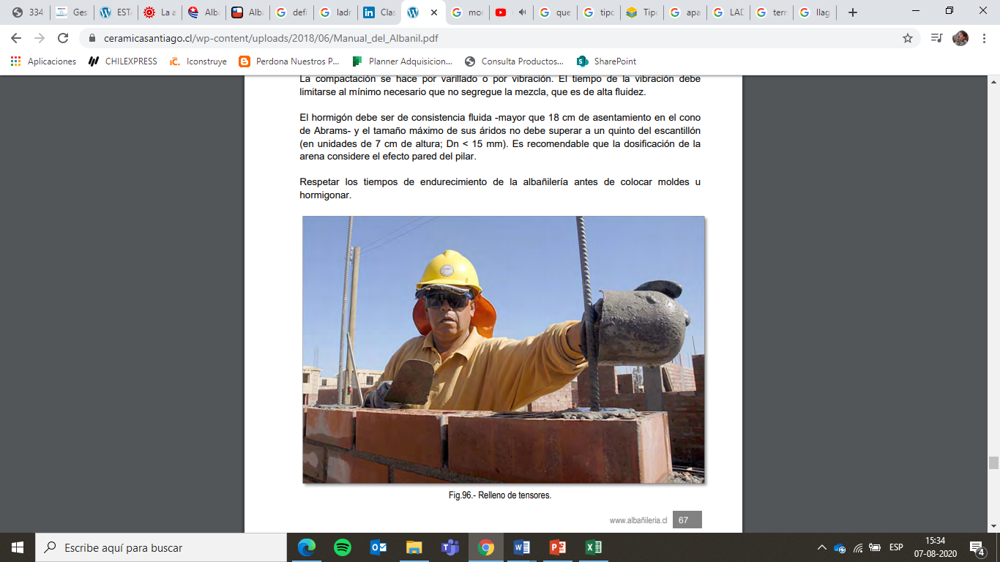 334
Ges
EST
La a
Alba
Alba
defi
ladr
Clas
mor
que
tipo
Tipo
apa
LAD
terr
llag
ceramicasantiago.cl/wp-content/uploads/2018/06/Manual_del_Albanil.pdf
Aplicaciones
CHILEXPRESS
Iconstruye
Perdona Nuestros P...
Planner Adquisicion...
Consulta Productos...
SharePoint
La compactación se hace por varillado o por vibración. El tiempo de la vibración debe
limitarse al mínimo necesario que no segregue la mezcla, que es de alta fluidez.
El hormigón debe ser de consistencia fluida -mayor que 18 cm de asentamiento en el cono
de Abrams- y el tamaño máximo de sus áridos no debe superar a un quinto del escantillón
(en unidades de 7 cm de altura; Dn < 15 mm). Es recomendable que la dosificación de la
arena considere el efecto pared del pilar.
Respetar los tiempos de endurecimiento de la albañilería antes de colocar moldes u
hormigonar.
Fig.96.- Relleno de tensores.
www.albañileria.cl 67
Escribe aquí para buscar
ESP
15:34
07-08-2020
4